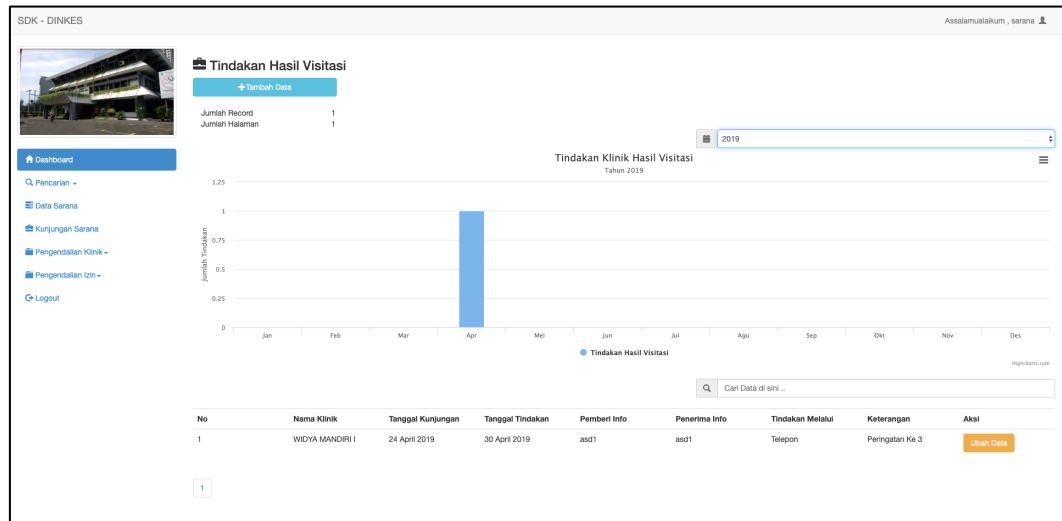 SDK - DINKES
Assalamualaikum , sarana
Tindakan Hasil Visitasi
+Tambah Data
Jumlah Record 1
Jumlah Halaman 1
2019
Dashboard
Pencarian
Data Sarana
Kunjungan Sarana
Pengendalian Klinik
Pengendalian Izin
Logout
Tindakan Klinik Hasil Visitasi
Tahun 2019
Jumlah Tindakan
1.25
1
0.75
0.5
0.25
0
Jan Feb Mar Apr Mei Jun Jul Agu Sep Okt Nov Des
Tindakan Hasil Visitasi
Highcharts.com
Cari Data di sini ..
No Nama Klinik Tanggal Kunjungan Tanggal Tindakan Pemberi Info Penerima Info Tindakan Melalui Keterangan Aksi
1 WIDYA MANDIRI I 24 April 2019 30 April 2019 asd1 asd1 Telepon Peringatan Ke 3 Ubah Data
1